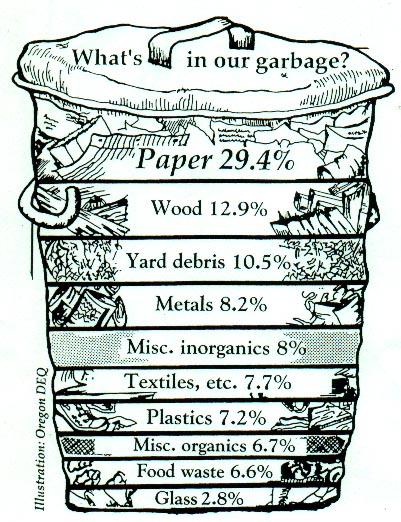 What's in our garbage?
Paper 29.4%
Wood 12.9%
Yard debris 10.5%
Metals 8.2%
Misc. inorganics 8%
Textiles, etc. 7.7%
Plastics 7.2%
Misc. organics 6.7%
Food waste 6.6%
Glass 2.8%
Illustration: Oregon DEQ